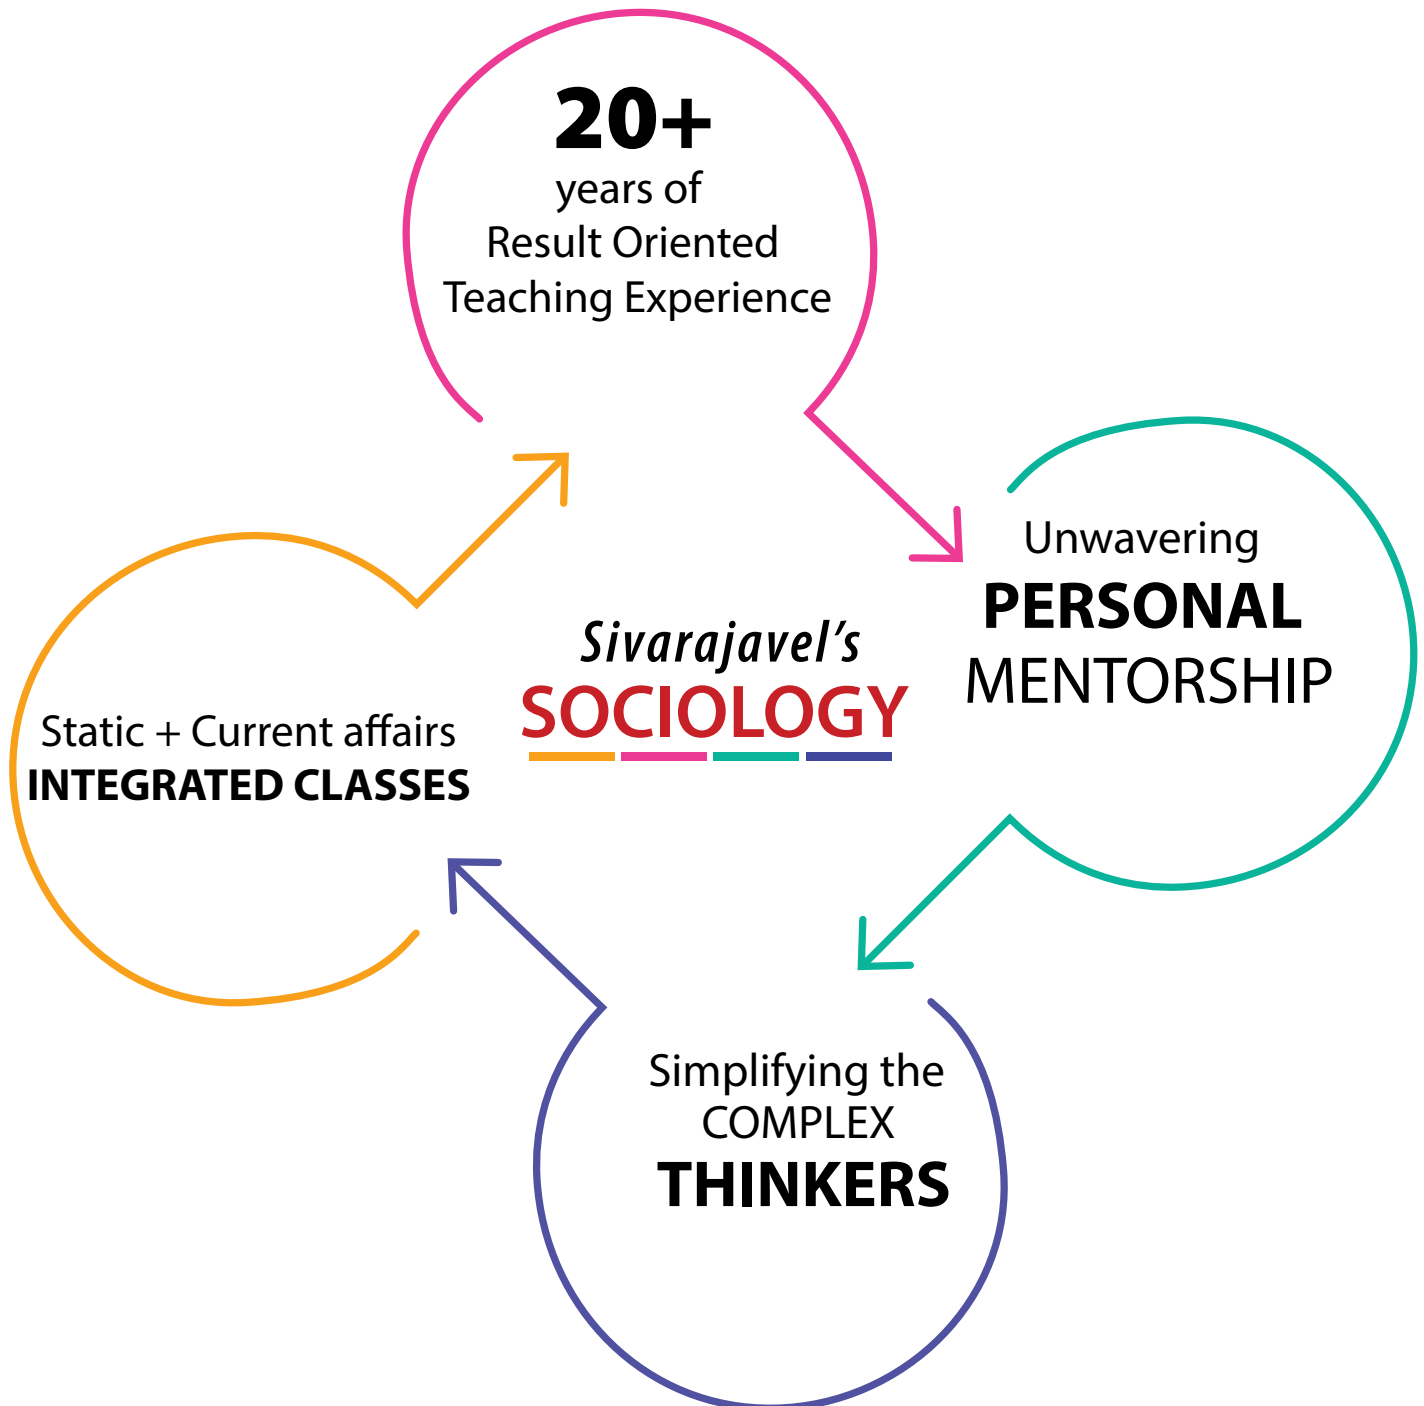 20+
years of
Result Oriented
Teaching Experience
Unwavering
PERSONAL
MENTORSHIP
Sivarajavel’s
SOCIOLOGY
Static + Current affairs
INTEGRATED CLASSES
Simplifying the
COMPLEX
THINKERS